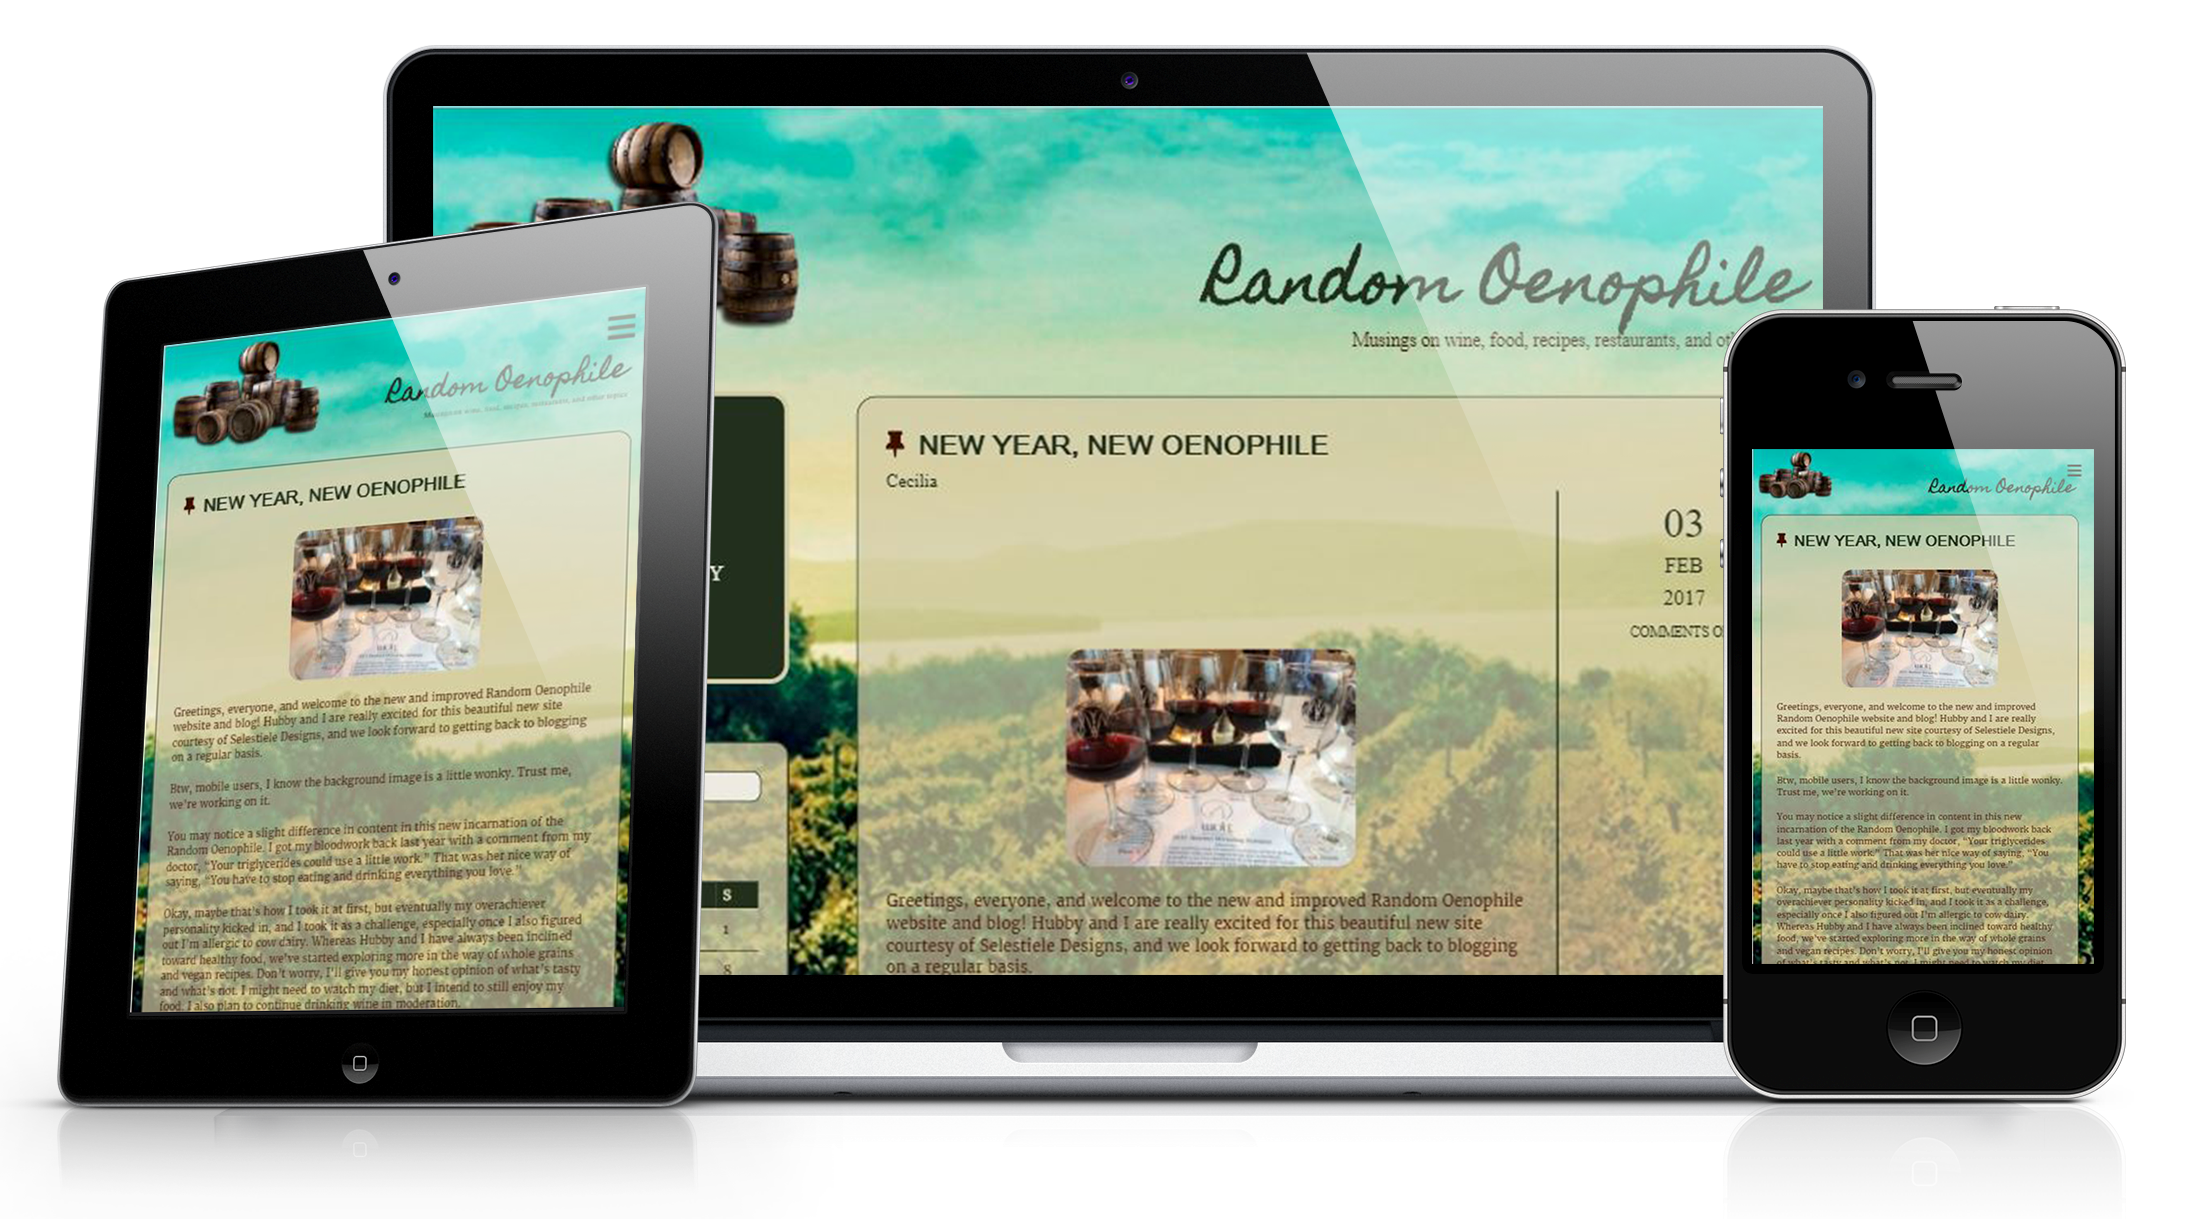 Random Oenophile
Musings on wine, food, recipes, restaurants, and
NEW YEAR, NEW OENOPHILE
Cecilia
03
FEB
2017
COMMENTS
Y
S
1
8
Greetings, everyone, and welcome to the new and improved Random Oenophile
website and blog! Hubby and I are really excited for this beautiful new site
courtesy of Selestiele Designs, and we look forward to getting back to blogging
on a regular basis.
Random Oenophile
Musings on wine, food, recipes, restaurants, and other topics
NEW YEAR, NEW OENOPHILE
Greetings, everyone, and welcome to the new and improved Random Oenophile
website and blog! Hubby and I are really excited for this beautiful new site
courtesy of Selestiele Designs, and we look forward to getting back to blogging
on a regular basis.
Btw, mobile users, I know the background image is a little wonky. Trust me,
we're working on it.
You may notice a slight difference in content in this new incarnation of the
Random Oenophile. I got my bloodwork back last year with a comment from my
doctor, "Your triglycerides could use a little work." That was her nice way of
saying, "You have to stop eating and drinking everything you love."
Okay, maybe that's how I took it at first, but eventually my overachiever
personality kicked in, and I took it as a challenge, especially once I also figured
out I'm allergic to cow dairy. Whereas Hubby and I have always been inclined
toward healthy food, we've started exploring more in the way of whole grains
and vegan recipes. Don't worry, I'll give you my honest opinion of what's tasty
and what's not. I might need to watch my diet, but I intend to still enjoy my
food. I also plan to continue drinking wine in moderation.
Random Oenophile
NEW YEAR, NEW OENOPHILE
Greetings, everyone, and welcome to the new and improved
Random Oenophile website and blog! Hubby and I are really
excited for this beautiful new site courtesy of Selestiele Designs,
and we look forward to getting back to blogging on a regular
basis.
Btw, mobile users, I know the background image is a little wonky.
Trust me, we're working on it.
You may notice a slight difference in content in this new
incarnation of the Random Oenophile. I got my bloodwork back
last year with a comment from my doctor, "Your triglycerides
could use a little work." That was her nice way of saying, "You
have to stop eating and drinking everything you love."
Okay, maybe that's how I took it at first, but eventually my
overachiever personality kicked in, and I took it as a challenge,
especially once I also figured out I'm allergic to cow dairy.
Whereas Hubby and I have always been inclined toward healthy
food, we've started exploring more in the way of whole grains
and vegan recipes. Don't worry, I'll give you my honest opinion
of what's tasty and what's not. I might need to watch my diet,